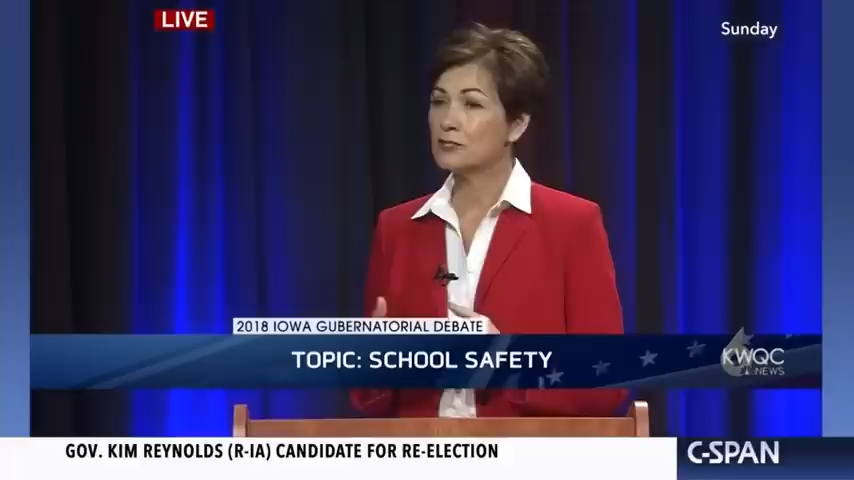 LIVE
Sunday
2018 IOWA GUBERNATORIAL DEBATE
TOPIC: SCHOOL SAFETY
KWQC
NEWS
GOV. KIM REYNOLDS (R-IA) CANDIDATE FOR RE-ELECTION
C-SPAN